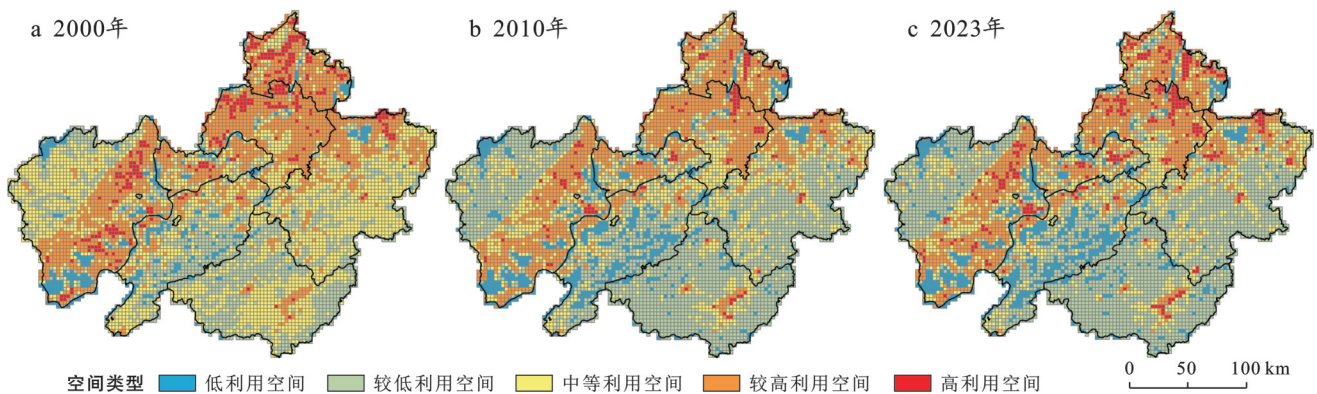 a 2000年
b 2010年
c 2023年
空间类型 低利用空间 较低利用空间 中等利用空间 较高利用空间 高利用空间
0 50 100 km